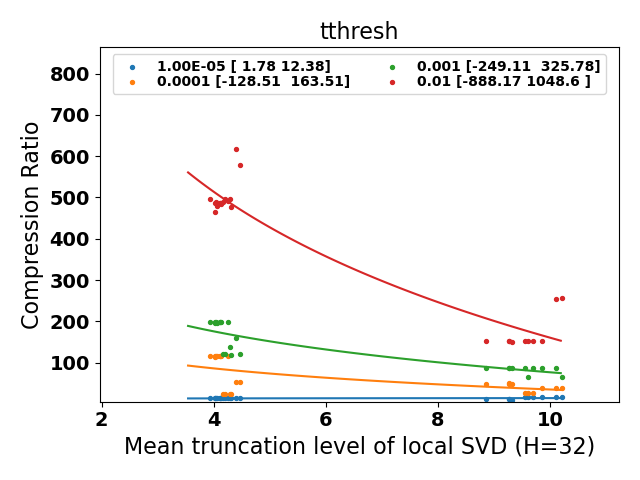 tthresh
1.00E-05 [ 1.78 12.38]
0.0001 [-128.51  163.51]
0.001 [-249.11  325.78]
0.01 [-888.17 1048.6 ]
Compression Ratio
800
700
600
500
400
300
200
100
2 4 6 8 10
Mean truncation level of local SVD (H=32)